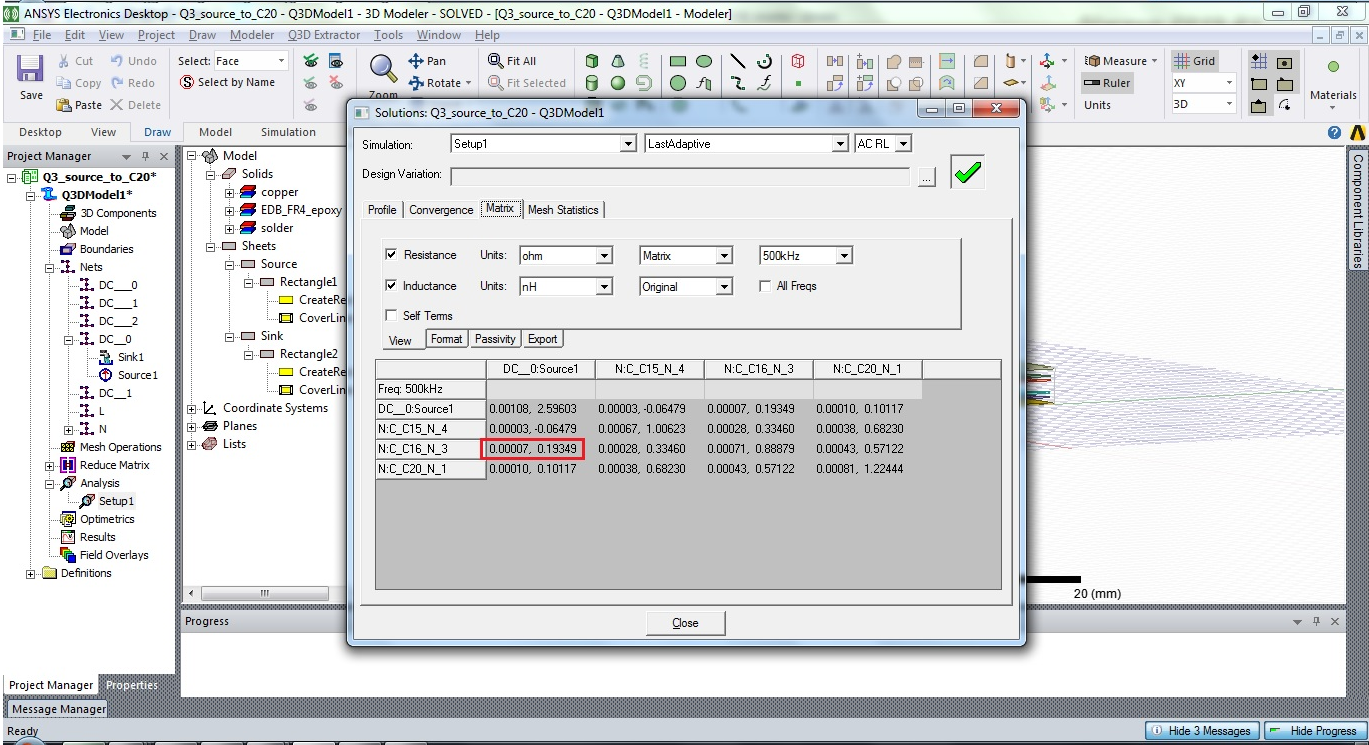 ANSYS Electronics Desktop - Q3_source_to_C20 - Q3DModel1 - 3D Modeler - SOLVED - [Q3_source_to_C20 - Q3DModel1 - Modeler]
File Edit View Project Draw Modeler Q3D Extractor Tools Window Help
Save
Cut Undo
Copy Redo
Paste Delete
Select: Face
Select by Name
Zoom
Pan
Rotate
Fit All
Fit Selected
Measure
Ruler
Units
Grid
XY
3D
Materials
Desktop View Draw Model Simulation
Project Manager
Q3_source_to_C20*
Q3DModel1*
3D Components
Model
Boundaries
Nets
DC___0
DC___1
DC___2
DC__0
Sink1
Source1
DC__1
L
N
Mesh Operations
Reduce Matrix
Analysis
Setup1
Optimetrics
Results
Field Overlays
Definitions
Model
Solids
copper
EDB_FR4_epoxy
solder
Sheets
Source
Rectangle1
CreateRe
CoverLin
Sink
Rectangle2
CreateRe
CoverLin
Coordinate Systems
Planes
Lists
Solutions: Q3_source_to_C20 - Q3DModel1
Simulation: Setup1 LastAdaptive AC RL
Design Variation: ...
Profile Convergence Matrix Mesh Statistics
Resistance Units: ohm Matrix 500kHz
Inductance Units: nH Original All Freqs
Self Terms
View Format Passivity Export
DC__0:Source1 N:C_C15_N_4 N:C_C16_N_3 N:C_C20_N_1
Freq: 500kHz
DC__0:Source1 0.00108, 2.59603 0.00003, -0.06479 0.00007, 0.19349 0.00010, 0.10117
N:C_C15_N_4 0.00003, -0.06479 0.00067, 1.00623 0.00028, 0.33460 0.00038, 0.68230
N:C_C16_N_3 0.00007, 0.19349 0.00028, 0.33460 0.00071, 0.88879 0.00043, 0.57122
N:C_C20_N_1 0.00010, 0.10117 0.00038, 0.68230 0.00043, 0.57122 0.00081, 1.22444
Close
Component Libraries
20 (mm)
Progress
Project Manager Properties
Message Manager
Ready
Hide 3 Messages Hide Progress